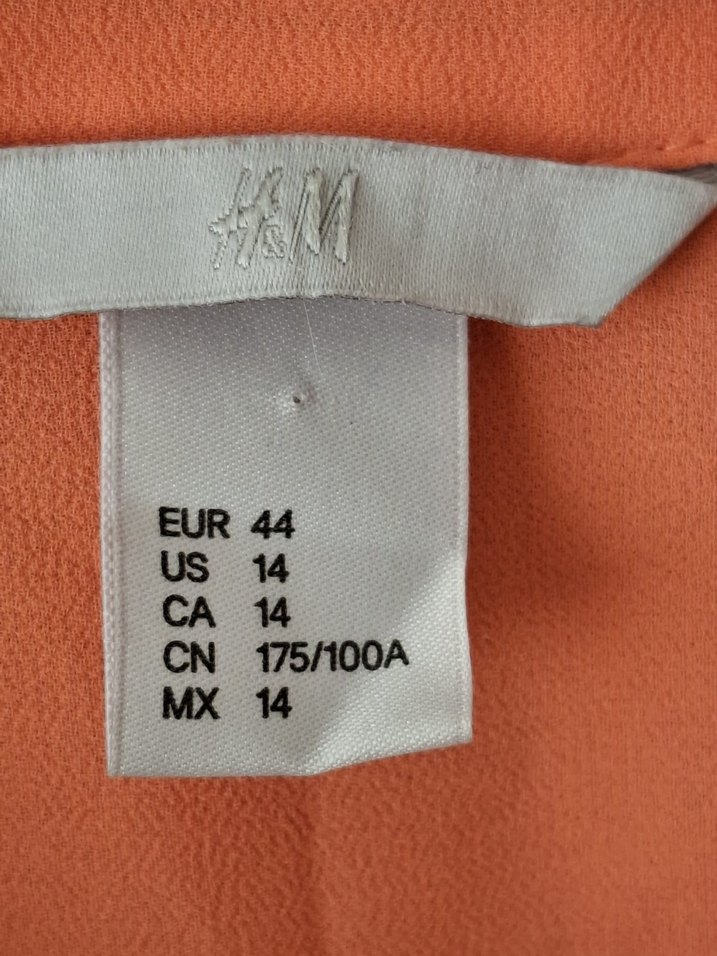 H&M
EUR 44
US 14
CA 14
CN 175/100A
MX 14